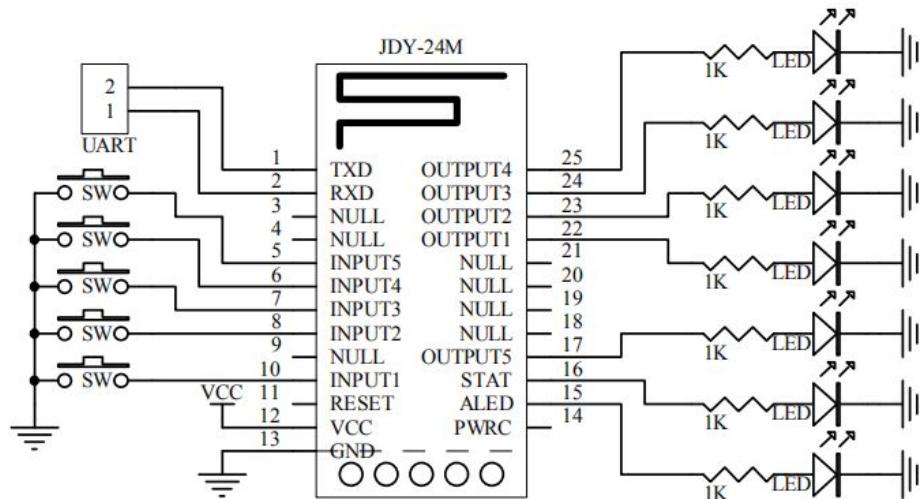 JDY-24M
2
1
UART
SW
SW
SW
SW
SW
VCC
1 TXD
2 RXD
3 NULL
4 NULL
5 INPUT5
6 INPUT4
7 INPUT3
8 INPUT2
9 NULL
10 INPUT1
11 RESET
12 VCC
13 GND
OUTPUT4 25
OUTPUT3 24
OUTPUT2 23
OUTPUT1 22
NULL 21
NULL 20
NULL 19
NULL 18
OUTPUT5 17
STAT 16
ALED 15
PWRC 14
1K LED
1K LED
1K LED
1K LED
1K LED
1K LED
1K LED